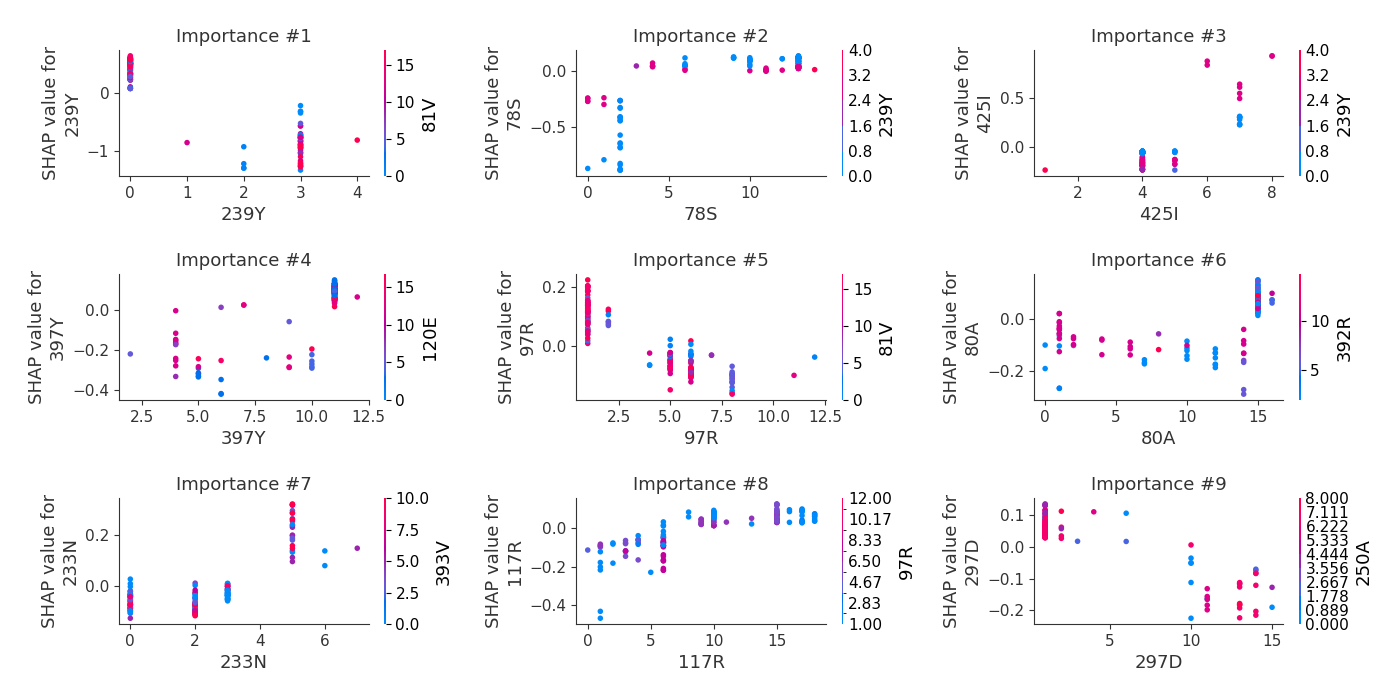 Importance #1
SHAP value for
239Y
0
−1
0
1
2
3
4
239Y
15
10
5
0
81V
Importance #2
SHAP value for
78S
0.0
−0.5
0
5
10
78S
4.0
3.2
2.4
1.6
0.8
0.0
239Y
Importance #3
SHAP value for
425I
0.5
0.0
2
4
6
8
425I
4.0
3.2
2.4
1.6
0.8
0.0
239Y
Importance #4
SHAP value for
397Y
0.0
−0.2
−0.4
2.5
5.0
7.5
10.0
12.5
397Y
15
10
5
0
120E
Importance #5
SHAP value for
97R
0.2
0.0
2.5
5.0
7.5
10.0
12.5
97R
15
10
5
0
81V
Importance #6
SHAP value for
80A
0.0
−0.2
0
5
10
15
80A
10
5
392R
Importance #7
SHAP value for
233N
0.2
0.0
0
2
4
6
233N
10.0
7.5
5.0
2.5
0.0
393V
Importance #8
SHAP value for
117R
0.0
−0.2
−0.4
0
5
10
15
117R
12.00
10.17
8.33
6.50
4.67
2.83
1.00
97R
Importance #9
SHAP value for
297D
0.1
0.0
−0.1
−0.2
5
10
15
297D
8.000
7.111
6.222
5.333
4.444
3.556
2.667
1.778
0.889
0.000
250A